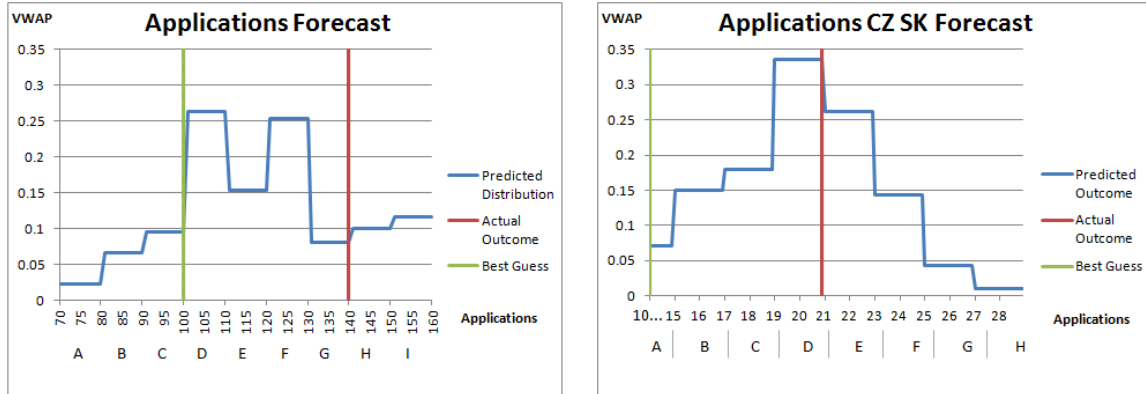 VWAP
Applications Forecast
0.35
0.3
0.25
0.2
0.15
0.1
0.05
0
70 75 80 85 90 95 100 105 110 115 120 125 130 135 140 145 150 155 160
Applications
A B C D E F G H I
Predicted
Distribution
Actual
Outcome
Best Guess
VWAP
Applications CZ SK Forecast
0.35
0.3
0.25
0.2
0.15
0.1
0.05
0
10... 15 16 17 18 19 20 21 22 23 24 25 26 27 28
Applications
A B C D E F G H
Predicted
Outcome
Actual
Outcome
Best Guess